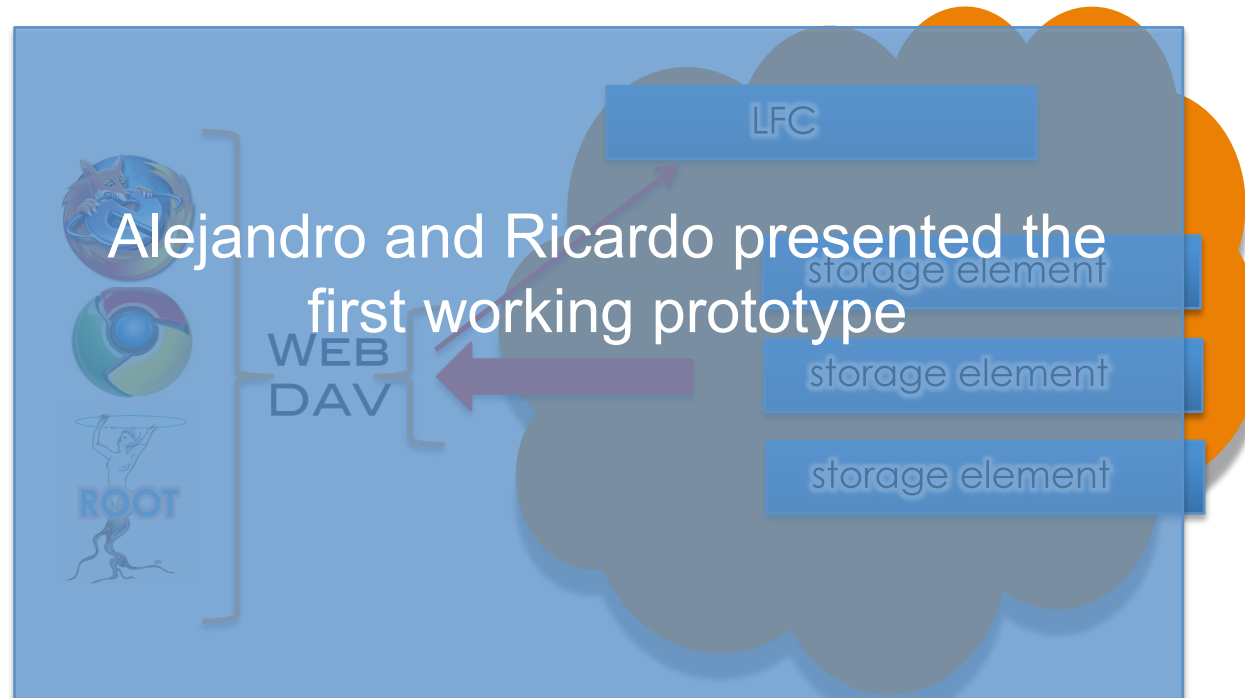 LFC
Alejandro and Ricardo presented the
first working prototype
storage element
WEB
DAV
storage element
storage element
ROOT